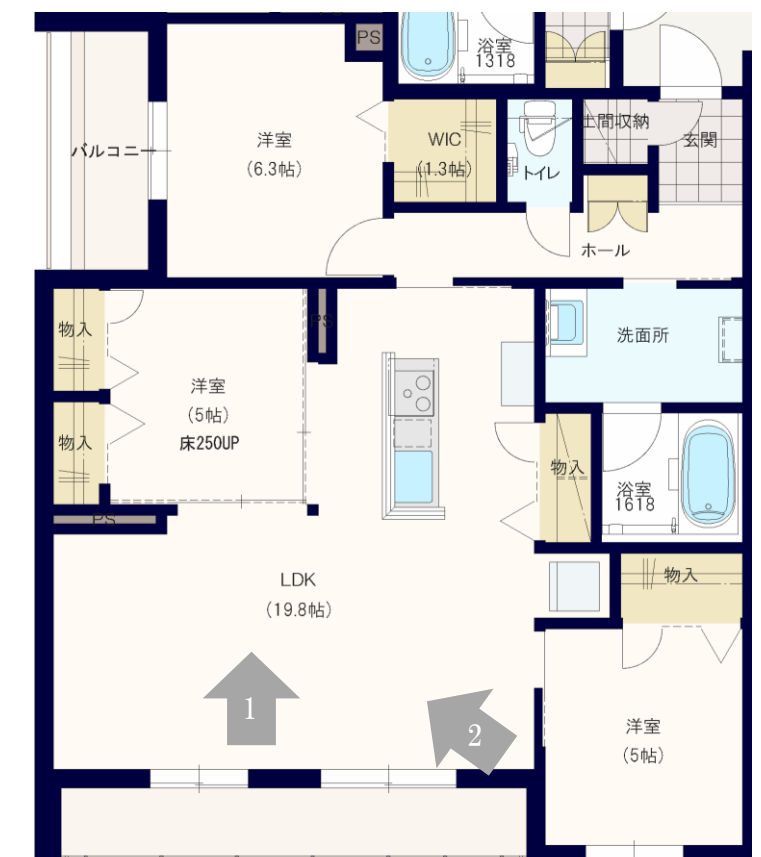 PS
浴室
1318
バルコニー
洋室
(6.3帖)
WIC
(1.3帖)
トイレ
土間収納
玄関
ホール
物入
PS
洋室
(5帖)
床250UP
物入
洗面所
物入
浴室
1618
PS
LDK
(19.8帖)
物入
1
2
洋室
(5帖)